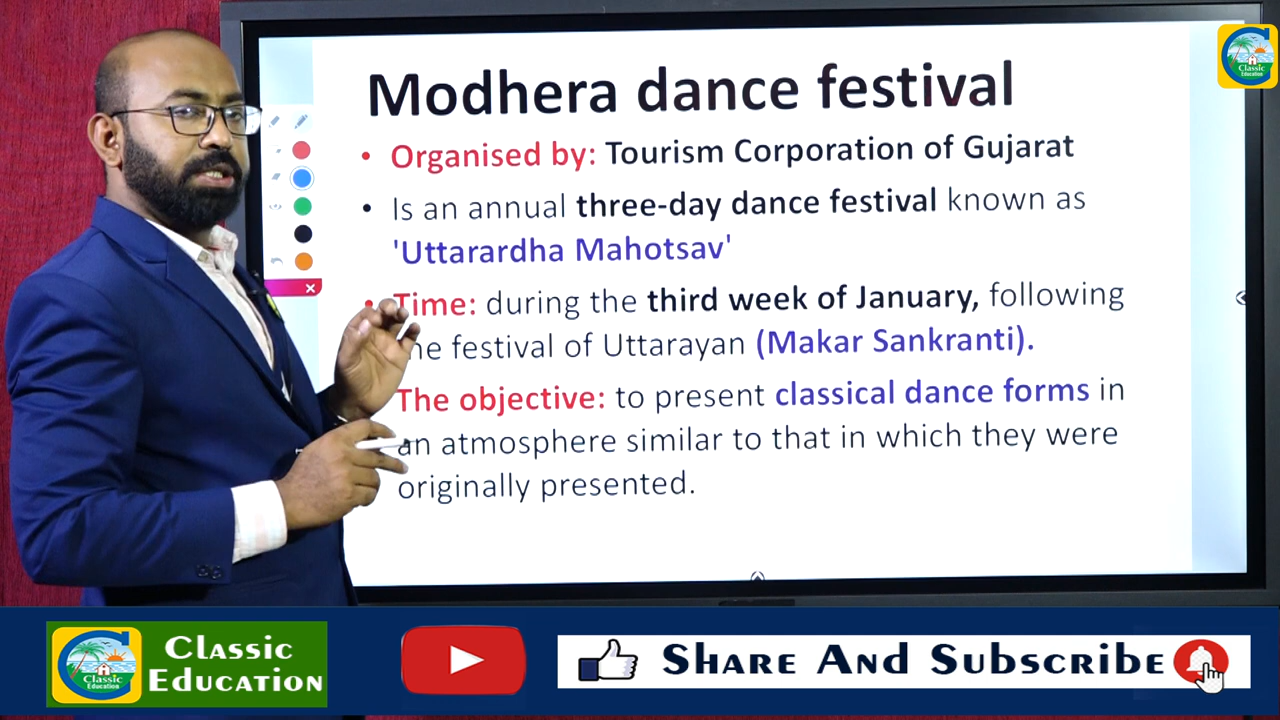 Modhera dance festival
• Organised by: Tourism Corporation of Gujarat
• Is an annual three-day dance festival known as
'Uttarardha Mahotsav'
• Time: during the third week of January, following
festival of Uttarayan (Makar Sankranti).
The objective: to present classical dance forms in
an atmosphere similar to that in which they were
originally presented.
Classic
Education
Classic
Education
Classic
Education
Share And Subscribe